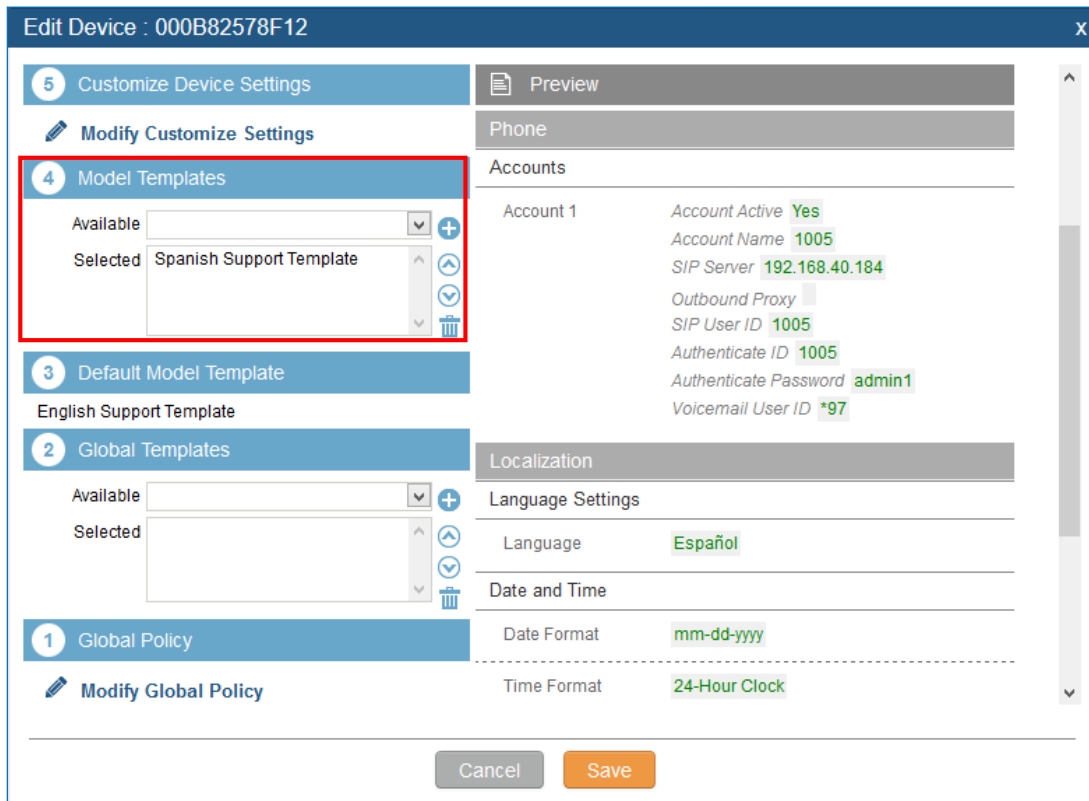 Edit Device : 000B82578F12
x
5 Customize Device Settings
Modify Customize Settings
4 Model Templates
Available
Selected Spanish Support Template
3 Default Model Template
English Support Template
2 Global Templates
Available
Selected
1 Global Policy
Modify Global Policy
Preview
Phone
Accounts
Account 1 Account Active Yes
Account Name 1005
SIP Server 192.168.40.184
Outbound Proxy
SIP User ID 1005
Authenticate ID 1005
Authenticate Password admin1
Voicemail User ID *97
Localization
Language Settings
Language Español
Date and Time
Date Format mm-dd-yyyy
Time Format 24-Hour Clock
Cancel Save